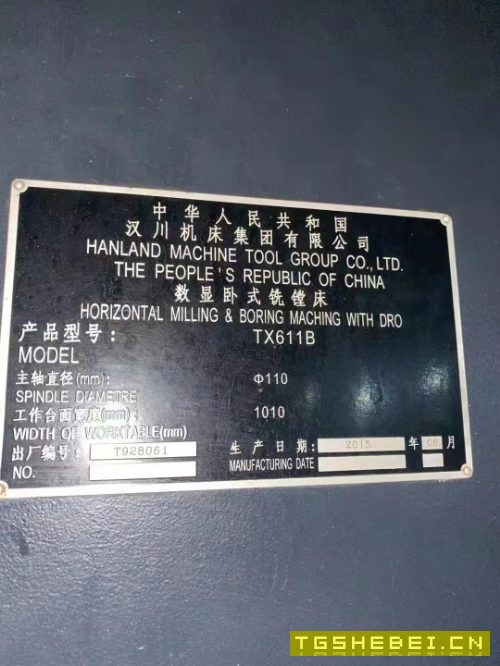 中华人民共和国
汉川机床集团有限公司
HANLAND MACHINE TOOL GROUP CO.,LTD.
THE PEOPLE'S REPUBLIC OF CHINA
数显卧式铣镗床
HORIZONTAL MILLING & BORING MACHING WITH DRO
产品型号: TX611B
MODEL
主轴直径(mm): Φ110
SPINDLE DIAMETRE
工作台面宽度(mm): 1010
WIDTH OF WORKTABLE(mm)
出厂编号: T928061 生产日期: 2015 年 06 月
NO. MANUFACTURING DATE
TGSHEBEI.CN